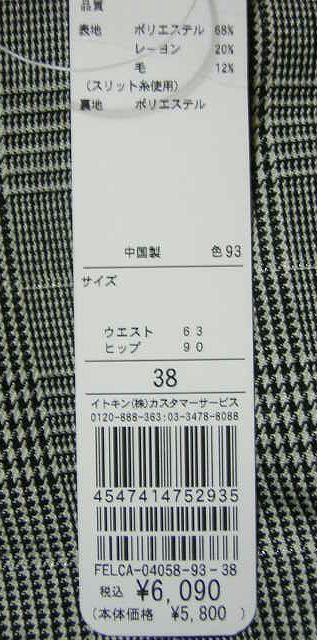 品質
表地 ポリエステル 68%
レーヨン 20%
毛 12%
(スリット糸使用)
裏地 ポリエステル
中国製 色93
サイズ
ウエスト 63
ヒップ 90
38
イトキン(株)カスタマーサービス
0120-888-363:03-3478-8088
4547414752935
FELCA-04058-93-38
税込 ¥6,090
(本体価格 ¥5,800)